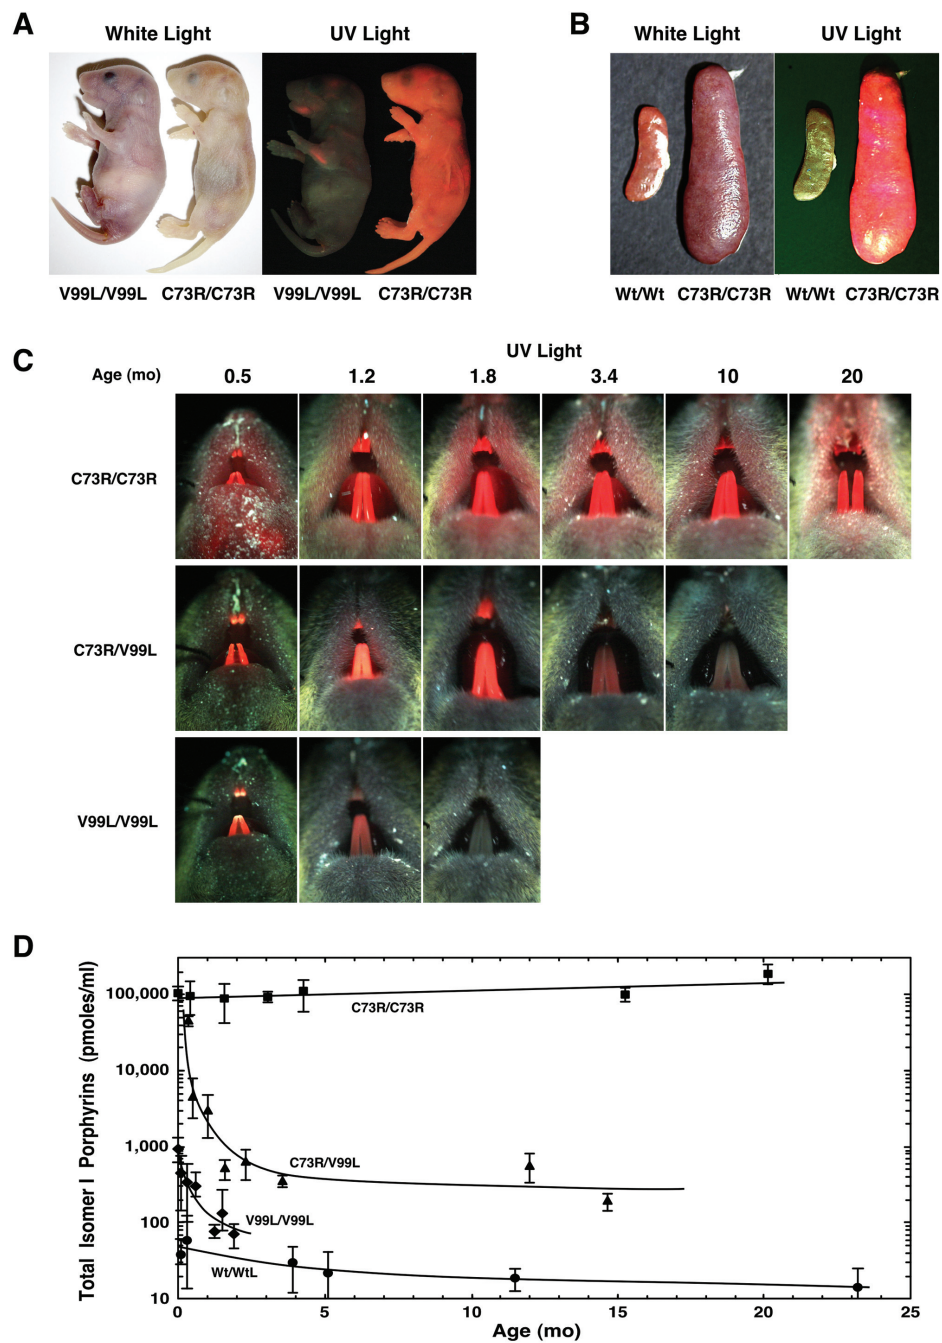 A
White Light UV Light
V99L/V99L C73R/C73R V99L/V99L C73R/C73R
B
White Light UV Light
Wt/Wt C73R/C73R Wt/Wt C73R/C73R
C
UV Light
Age (mo) 0.5 1.2 1.8 3.4 10 20
C73R/C73R
C73R/V99L
V99L/V99L
D
Total Isomer I Porphyrins (pmoles/ml)
100,000
10,000
1,000
100
10
C73R/C73R
C73R/V99L
V99L/V99L
Wt/WtL
0 5 10 15 20 25
Age (mo)